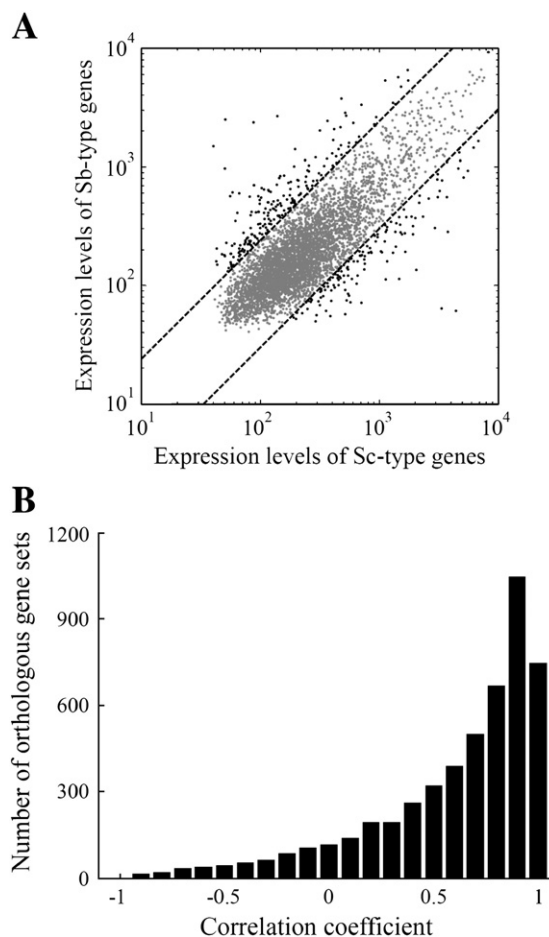 A
Expression levels of Sb-type genes
10^4
10^3
10^2
10^1
10^1 10^2 10^3 10^4
Expression levels of Sc-type genes
B
Number of orthologous gene sets
1200
900
600
300
0
-1 -0.5 0 0.5 1
Correlation coefficient